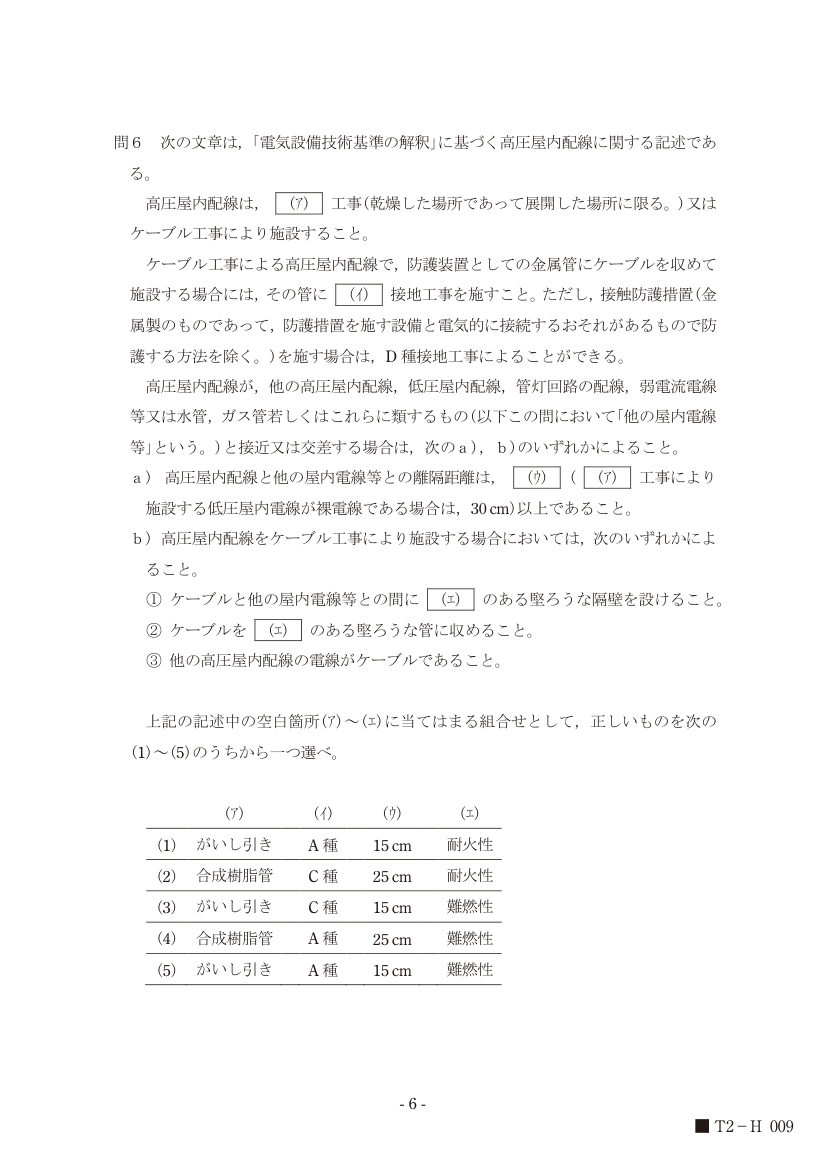 問6 次の文章は,「電気設備技術基準の解釈」に基づく高圧屋内配線に関する記述であ
る。
高圧屋内配線は, (ア) 工事(乾燥した場所であって展開した場所に限る。)又は
ケーブル工事により施設すること。
ケーブル工事による高圧屋内配線で,防護装置としての金属管にケーブルを収めて
施設する場合には,その管に (イ) 接地工事を施すこと。ただし,接触防護措置(金
属製のものであって,防護措置を施す設備と電気的に接続するおそれがあるもので防
護する方法を除く。)を施す場合は,D種接地工事によることができる。
高圧屋内配線が,他の高圧屋内配線,低圧屋内配線,管灯回路の配線,弱電流電線
等又は水管,ガス管若しくはこれらに類するもの(以下この問において「他の屋内電線
等」という。)と接近又は交差する場合は,次のa),b)のいずれかによること。
a) 高圧屋内配線と他の屋内電線等との離隔距離は, (ウ) ( (ア) 工事により
施設する低圧屋内電線が裸電線である場合は,30 cm)以上であること。
b) 高圧屋内配線をケーブル工事により施設する場合においては,次のいずれかによ
ること。
① ケーブルと他の屋内電線等との間に (エ) のある堅ろうな隔壁を設けること。
② ケーブルを (エ) のある堅ろうな管に収めること。
③ 他の高圧屋内配線の電線がケーブルであること。
上記の記述中の空白箇所(ア)~(エ)に当てはまる組合せとして,正しいものを次の
(1)~(5)のうちから一つ選べ。
(ア) (イ) (ウ) (エ)
(1) がいし引き A種 15 cm 耐火性
(2) 合成樹脂管 C種 25 cm 耐火性
(3) がいし引き C種 15 cm 難燃性
(4) 合成樹脂管 A種 25 cm 難燃性
(5) がいし引き A種 15 cm 難燃性
- 6 -
■ T2-H 009